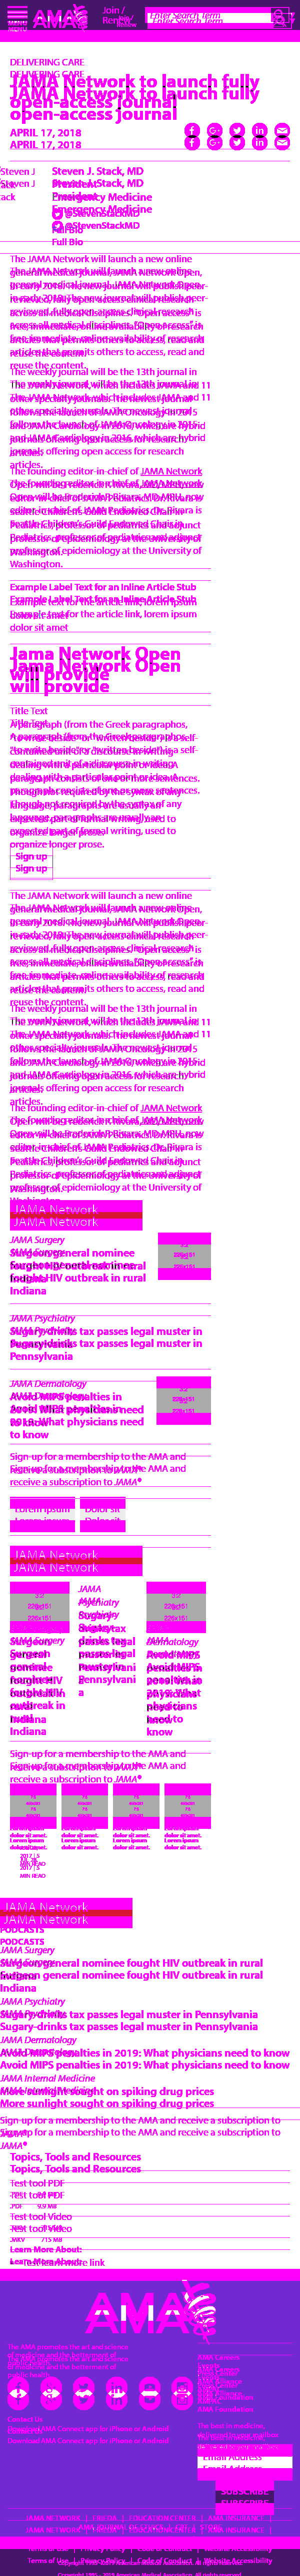 MENU
AMA
Join /
Renew
Enter Search Term
DELIVERING CARE
JAMA Network to launch fully
open-access journal
APRIL 17, 2018
Steven J. Stack, MD
President
Emergency Medicine
@StevenStackMD
Full Bio
The JAMA Network will launch a new online
general medical journal, JAMA Network Open,
in early 2018. The new journal will publish peer-
reviewed, fully open-access clinical research
across all medical disciplines. "Open access" is
free, immediate, online availability of research
articles that permits others to access, read and
reuse the content.
The weekly journal will be the 13th journal in
The JAMA Network, which includes JAMA and 11
other specialty journals. The newest journal
follows the launch of JAMA Oncology in 2015
and JAMA Cardiology in 2016, which are hybrid
journals offering open access for research
articles.
The founding editor-in-chief of JAMA Network
Open will be Frederick P. Rivara, MD, MPH, now
editor-in-chief of JAMA Pediatrics. Dr. Rivara is
Seattle Children's Guild Endowed Chair in
Pediatrics, professor of pediatrics and adjunct
professor of epidemiology at the University of
Washington.
Example Label Text for an Inline Article Stub
Example text for the article link, lorem ipsum
dolor sit amet
Jama Network Open
will provide
Title Text
A paragraph (from the Greek paragraphos,
"to write beside" or "written beside") is a self-
contained unit of a discourse in writing
dealing with a particular point or idea. A
paragraph consists of one or more sentences.
Though not required by the syntax of any
language, paragraphs are usually an
expected part of formal writing, used to
organize longer prose.
Sign up
The JAMA Network will launch a new online
general medical journal, JAMA Network Open,
in early 2018. The new journal will publish peer-
reviewed, fully open-access clinical research
across all medical disciplines. "Open access" is
free, immediate, online availability of research
articles that permits others to access, read and
reuse the content.
The weekly journal will be the 13th journal in
The JAMA Network, which includes JAMA and 11
other specialty journals. The newest journal
follows the launch of JAMA Oncology in 2015
and JAMA Cardiology in 2016, which are hybrid
journals offering open access for research
articles.
The founding editor-in-chief of JAMA Network
Open will be Frederick P. Rivara, MD, MPH, now
editor-in-chief of JAMA Pediatrics. Dr. Rivara is
Seattle Children's Guild Endowed Chair in
Pediatrics, professor of pediatrics and adjunct
professor of epidemiology at the University of
Washington
JAMA Network
JAMA Surgery
Surgeon general nominee
fought HIV outbreak in rural
Indiana
JAMA Psychiatry
Sugary-drinks tax passes legal muster in
Pennsylvania
JAMA Dermatology
Avoid MIPS penalties in
2019: What physicians need
to know
Sign-up for a membership to the AMA and
receive a subscription to JAMA®
Lorem ipsum
Dolor sit
JAMA Network
JAMA Surgery
Surgeon
general
nominee
fought HIV
outbreak in
rural
Indiana
JAMA
Psychiatry
Sugary
drinks tax
passes legal
muster in
Pennsylvani
a
JAMA
Dermatology
Avoid MIPS
penalties in
2019: What
physicians
need to
know
Sign-up for a membership to the AMA and
receive a subscription to JAMA®
Lorem ipsum
dolor sit amet.
Lorem ipsum
dolor sit amet.
Lorem ipsum
dolor sit amet.
Lorem ipsum
dolor sit amet.
MIN READ
JAMA Network
PODCASTS
JAMA Surgery
Surgeon general nominee fought HIV outbreak in rural
Indiana
JAMA Psychiatry
Sugary-drinks tax passes legal muster in Pennsylvania
JAMA Dermatology
Avoid MIPS penalties in 2019: What physicians need to know
JAMA Internal Medicine
More sunlight sought on spiking drug prices
Sign-up for a membership to the AMA and receive a subscription to
JAMA®
Topics, Tools and Resources
Test tool PDF
.PDF 9.9 MB
Test tool Video
.MKV 715 MB
Learn More About:
Test learn more link
AMA
The AMA promotes the art and science
of medicine and the betterment of
public health.
Contact Us
Download AMA Connect app for iPhone or Android
AMA Careers
Events
AMA Foundation
Email Address
SUBSCRIBE
JAMA NETWORK | FREIDA | EDUCATION CENTER | AMA INSURANCE |
Terms of Use | Privacy Policy | Code of Conduct | Website Accessibility